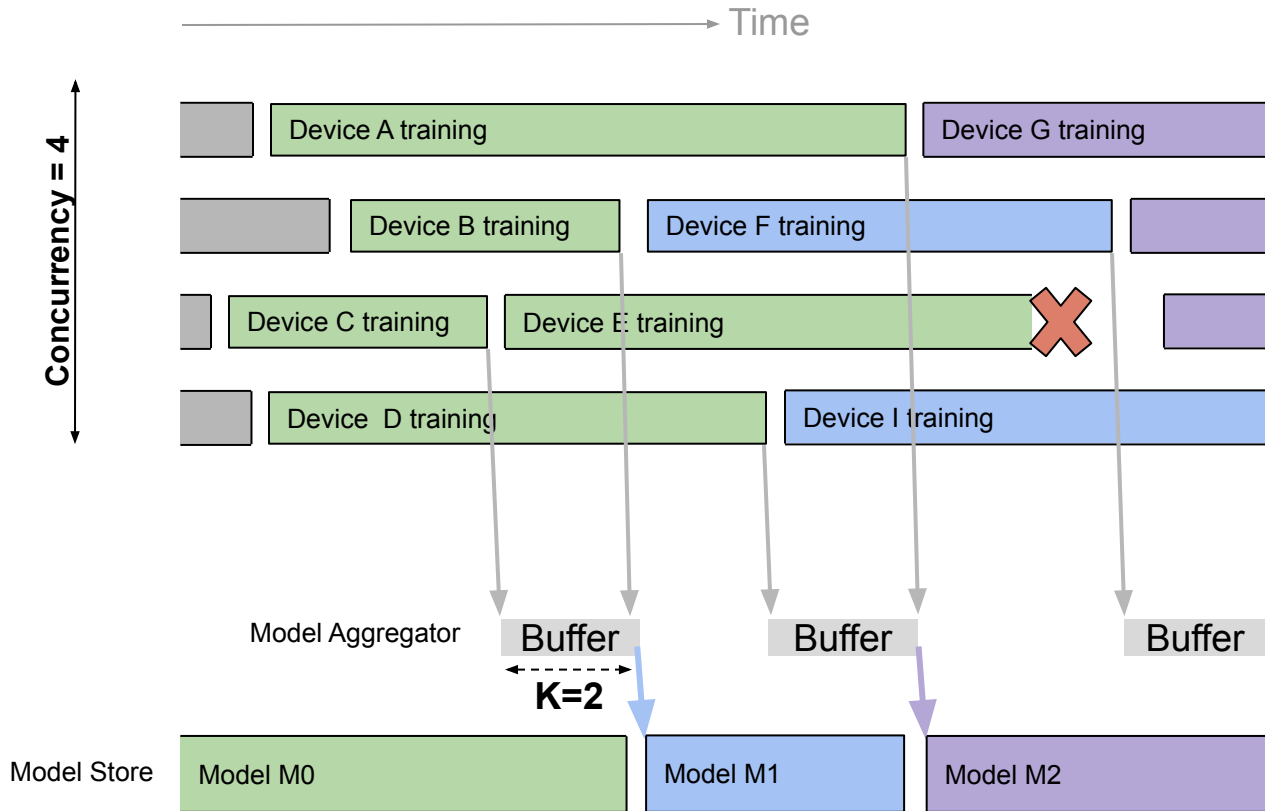 Time
Concurrency = 4
Device A training
Device G training
Device B training
Device F training
Device C training
Device E training
Device D training
Device I training
Model Aggregator
Buffer
Buffer
Buffer
K=2
Model Store
Model M0
Model M1
Model M2